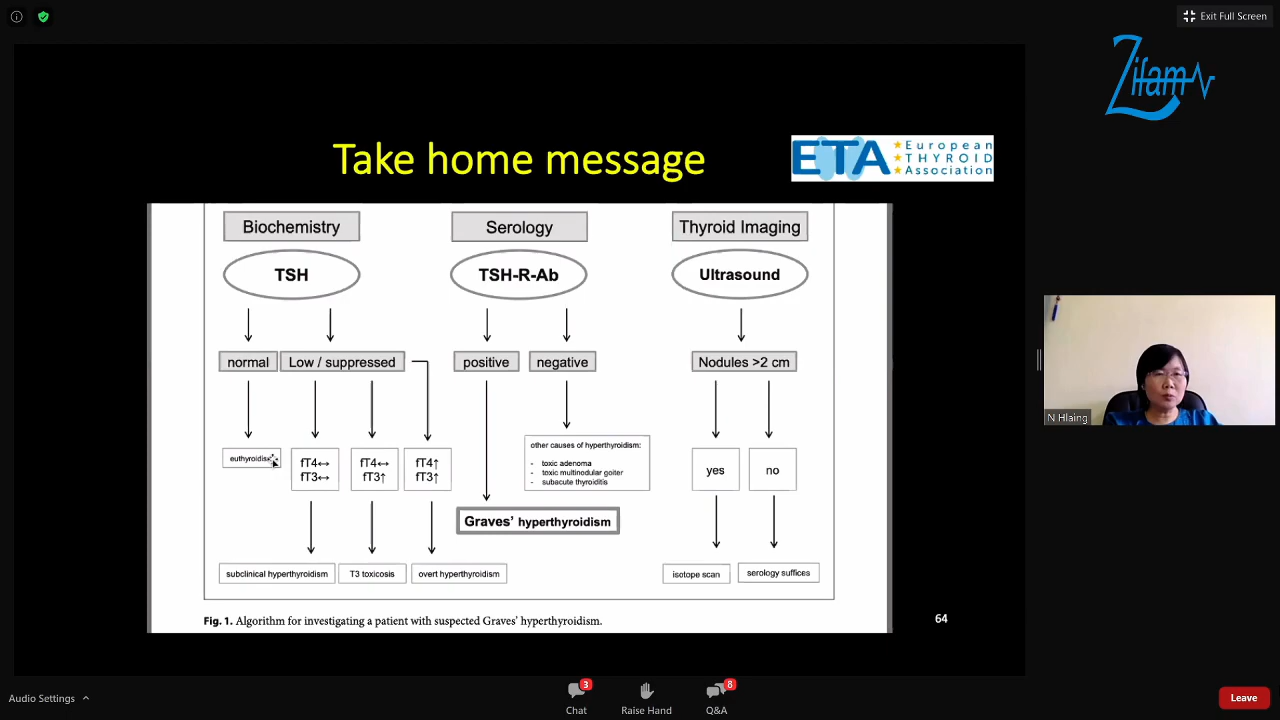 Exit Full Screen
Zifam
Take home message
ETA European
THYROID
Association
Biochemistry
Serology
Thyroid Imaging
TSH
TSH-R-Ab
Ultrasound
normal
Low / suppressed
positive
negative
Nodules >2 cm
euthyroidism
fT4↔
fT3↔
fT4↔
fT3↑
fT4↑
fT3↑
other causes of hyperthyroidism:
- toxic adenoma
- toxic multinodular goiter
- subacute thyroiditis
yes
no
Graves' hyperthyroidism
subclinical hyperthyroidism
T3 toxicosis
overt hyperthyroidism
isotope scan
serology suffices
Fig. 1. Algorithm for investigating a patient with suspected Graves' hyperthyroidism.
64
N Hlaing
Audio Settings
3
Chat
Raise Hand
8
Q&A
Leave